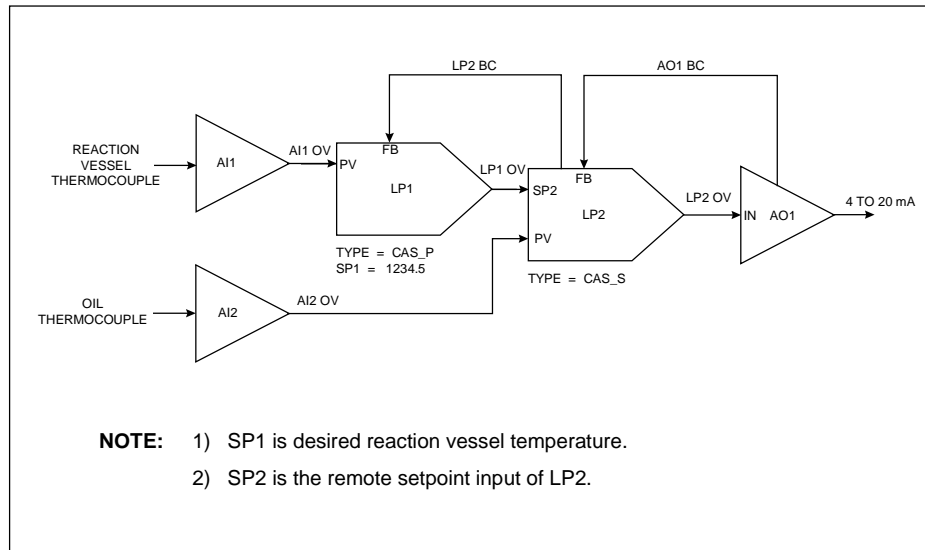 LP2 BC
AO1 BC
REACTION
VESSEL
THERMOCOUPLE
AI1
AI1 OV
PV
FB
LP1
LP1 OV
SP2
FB
LP2
PV
LP2 OV
IN
AO1
4 TO 20 mA
TYPE = CAS_P
SP1 = 1234.5
TYPE = CAS_S
OIL
THERMOCOUPLE
AI2
AI2 OV
NOTE: 1) SP1 is desired reaction vessel temperature.
2) SP2 is the remote setpoint input of LP2.